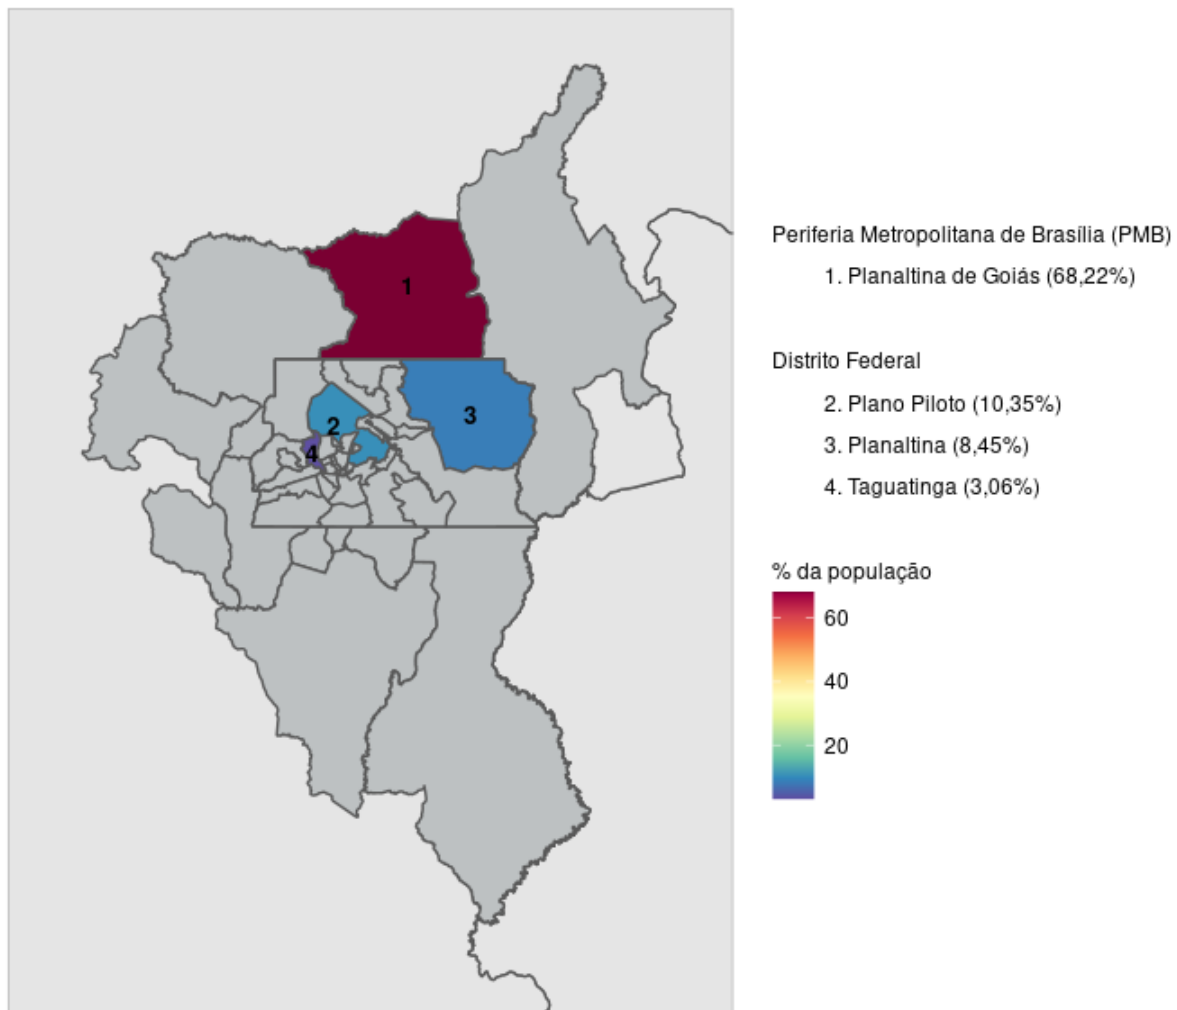 1
2
3
4
Periferia Metropolitana de Brasília (PMB)
1. Planaltina de Goiás (68,22%)
Distrito Federal
2. Plano Piloto (10,35%)
3. Planaltina (8,45%)
4. Taguatinga (3,06%)
% da população
60
40
20